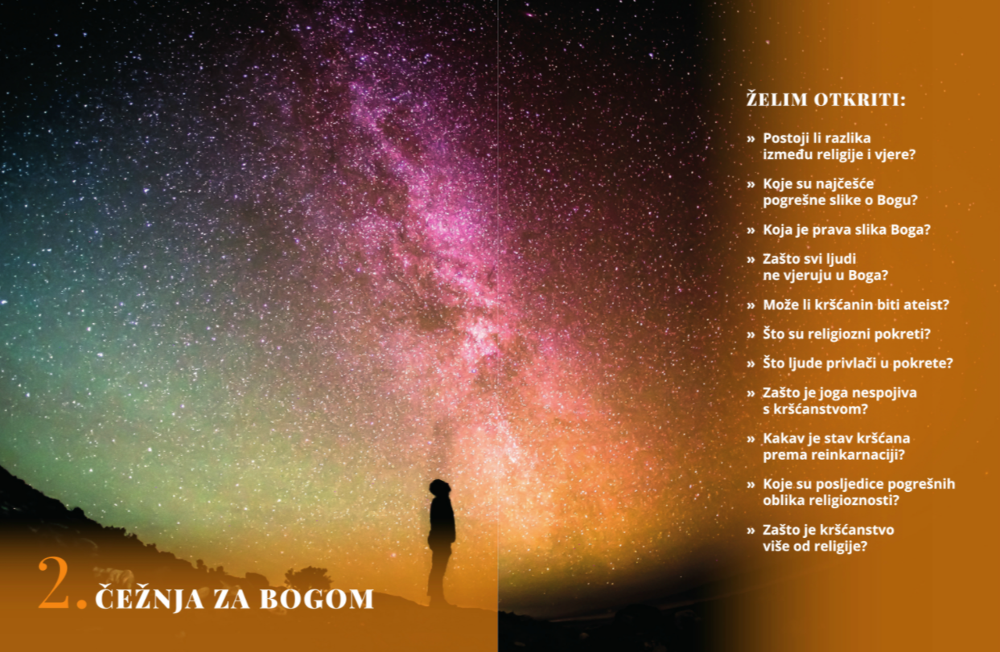 2. ČEŽNJA ZA BOGOM
ŽELIM OTKRITI:
» Postoji li razlika
između religije i vjere?
» Koje su najčešće
pogrešne slike o Bogu?
» Koja je prava slika Boga?
» Zašto svi ljudi
ne vjeruju u Boga?
» Može li kršćanin biti ateist?
» Što su religiozni pokreti?
» Što ljude privlači u pokrete?
» Zašto je joga nespojiva
s kršćanstvom?
» Kakav je stav kršćana
prema reinkarnaciji?
» Koje su posljedice pogrešnih
oblika religioznosti?
» Zašto je kršćanstvo
više od religije?